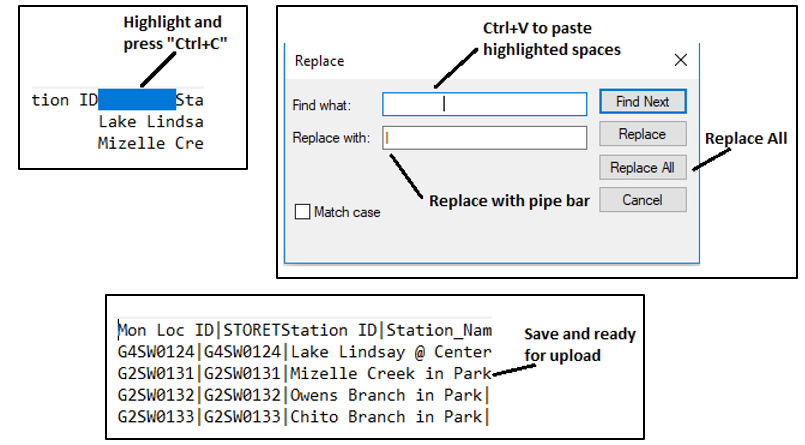 Highlight and
press "Ctrl+C"
tion ID Sta
Lake Lindsa
Mizelle Cre
Ctrl+V to paste
highlighted spaces
Replace
Find what:
Find Next
Replace with: |
Replace
Replace All
Replace All
Replace with pipe bar
Cancel
Match case
Mon Loc ID|STORETStation ID|Station_Nam
G4SW0124|G4SW0124|Lake Lindsay @ Center
G2SW0131|G2SW0131|Mizelle Creek in Park
G2SW0132|G2SW0132|Owens Branch in Park|
G2SW0133|G2SW0133|Chito Branch in Park|
Save and ready
for upload